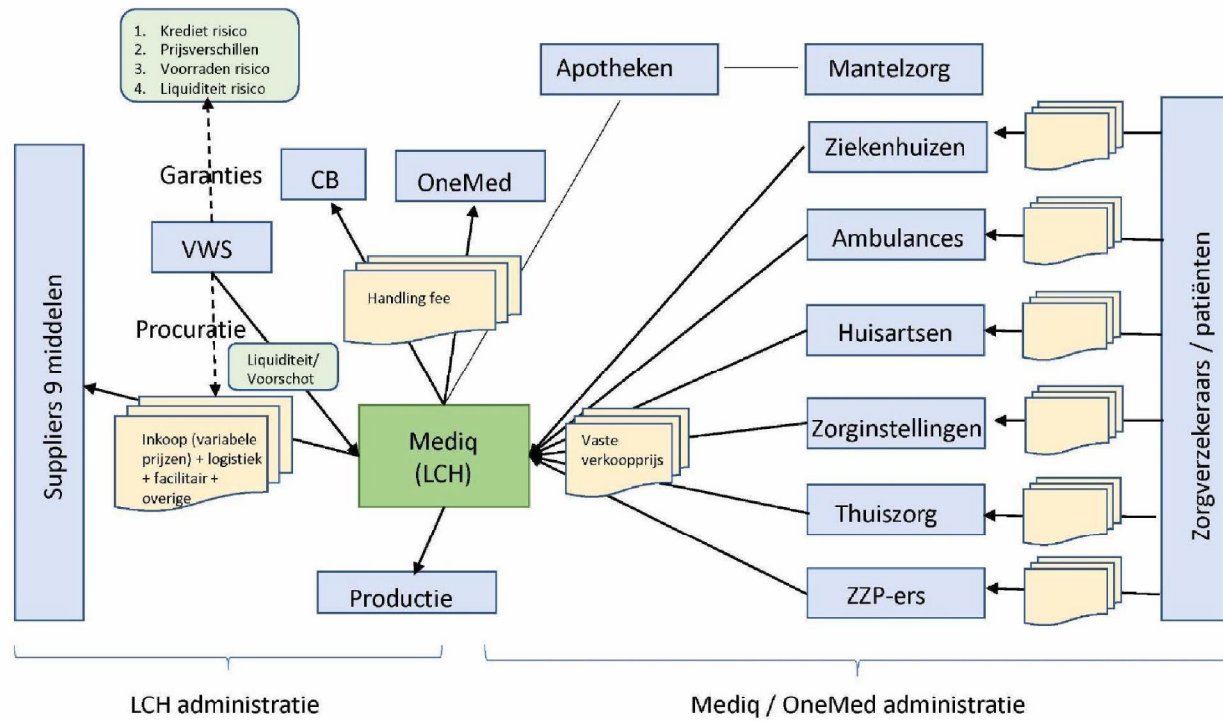 1. Krediet risico
2. Prijsverschillen
3. Voorraden risico
4. Liquiditeit risico
Apotheken
Mantelzorg
Garanties
CB
OneMed
Ziekenhuizen
VWS
Ambulances
Handling fee
Procuratie
Liquiditeit/
Voorschot
Huisartsen
Suppliers 9 middelen
Inkoop (variabele
prijzen) + logistiek
+ facilitair +
overige
Mediq
(LCH)
Vaste
verkoopprijs
Zorginstellingen
Thuiszorg
Productie
ZZP-ers
Zorgverzekeraars / patiënten
LCH administratie
Mediq / OneMed administratie